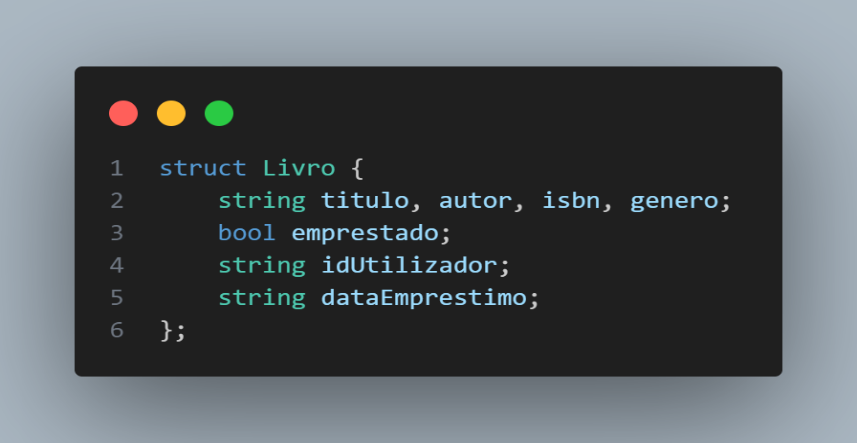 1 struct Livro {
2 string titulo, autor, isbn, genero;
3 bool emprestado;
4 string idUtilizador;
5 string dataEmprestimo;
6 };